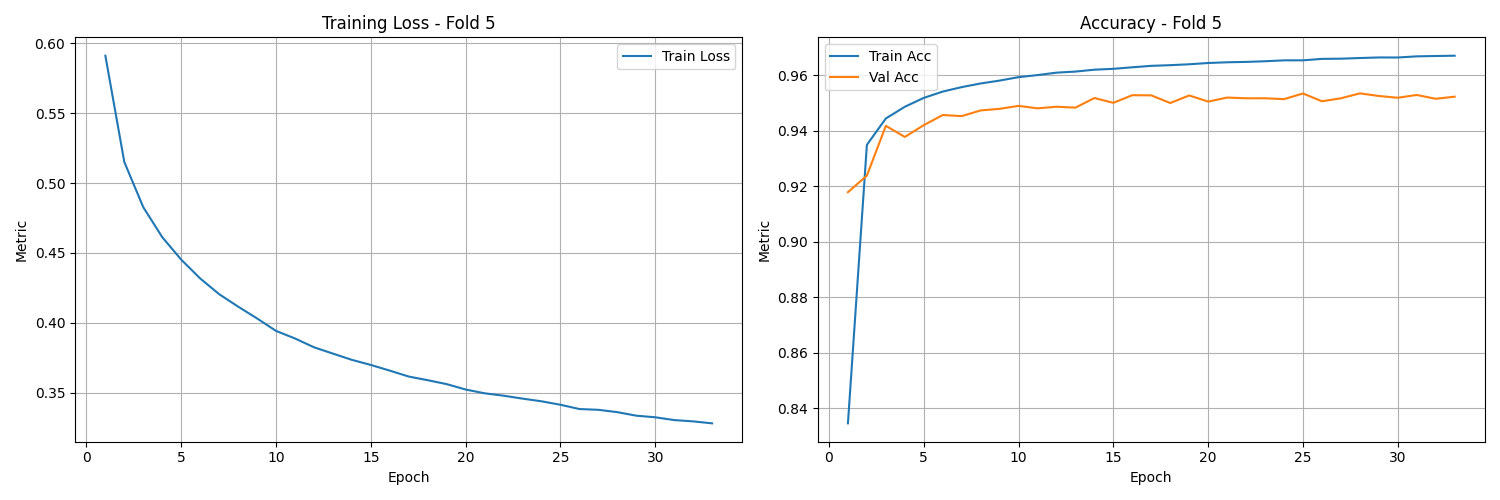 Training Loss - Fold 5
Train Loss
0.60
0.55
0.50
0.45
0.40
0.35
Metric
0 5 10 15 20 25 30
Epoch
Accuracy - Fold 5
Train Acc
Val Acc
0.96
0.94
0.92
0.90
0.88
0.86
0.84
Metric
0 5 10 15 20 25 30
Epoch